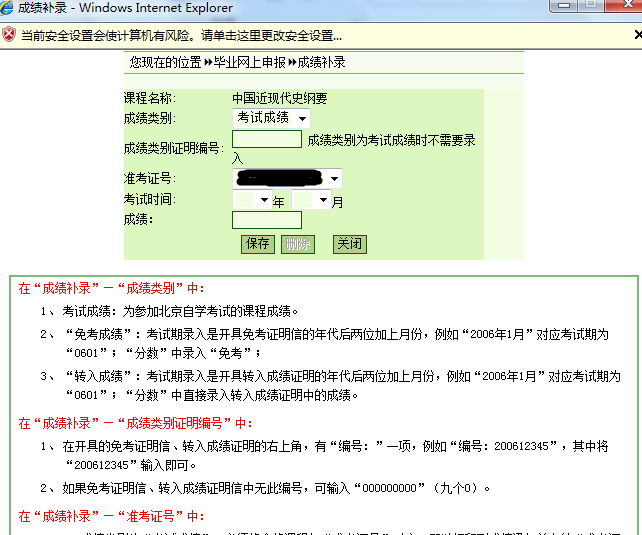 成绩补录 - Windows Internet Explorer
当前安全设置会使计算机有风险。请单击这里更改安全设置...
您现在的位置 毕业网上申报 成绩补录
课程名称: 中国近现代史纲要
成绩类别: 考试成绩
成绩类别证明编号: 成绩类别为考试成绩时不需要录入
准考证号:
考试时间: 年 月
成绩:
保存 删除 关闭
在“成绩补录”—“成绩类别”中:
1、 考试成绩: 为参加北京自学考试的课程成绩。
2、 “免考成绩”: 考试期录入是开具免考证明信的年代后两位加上月份, 例如“2006年1月”对应考试期为
“0601”; “分数”中录入“免考”;
3、 “转入成绩”: 考试期录入是开具转入成绩证明的年代后两位加上月份, 例如“2006年1月”对应考试期为
“0601”; “分数”中直接录入转入成绩证明中的成绩。
在“成绩补录”—“成绩类别证明编号”中:
1、 在开具的免考证明信、转入成绩证明的右上角, 有“编号: ”一项, 例如“编号: 200612345”, 其中将
“200612345”输入即可。
2、 如果免考证明信、转入成绩证明信中无此编号, 可输入“000000000”(九个0)。
在“成绩补录”—“准考证号”中: